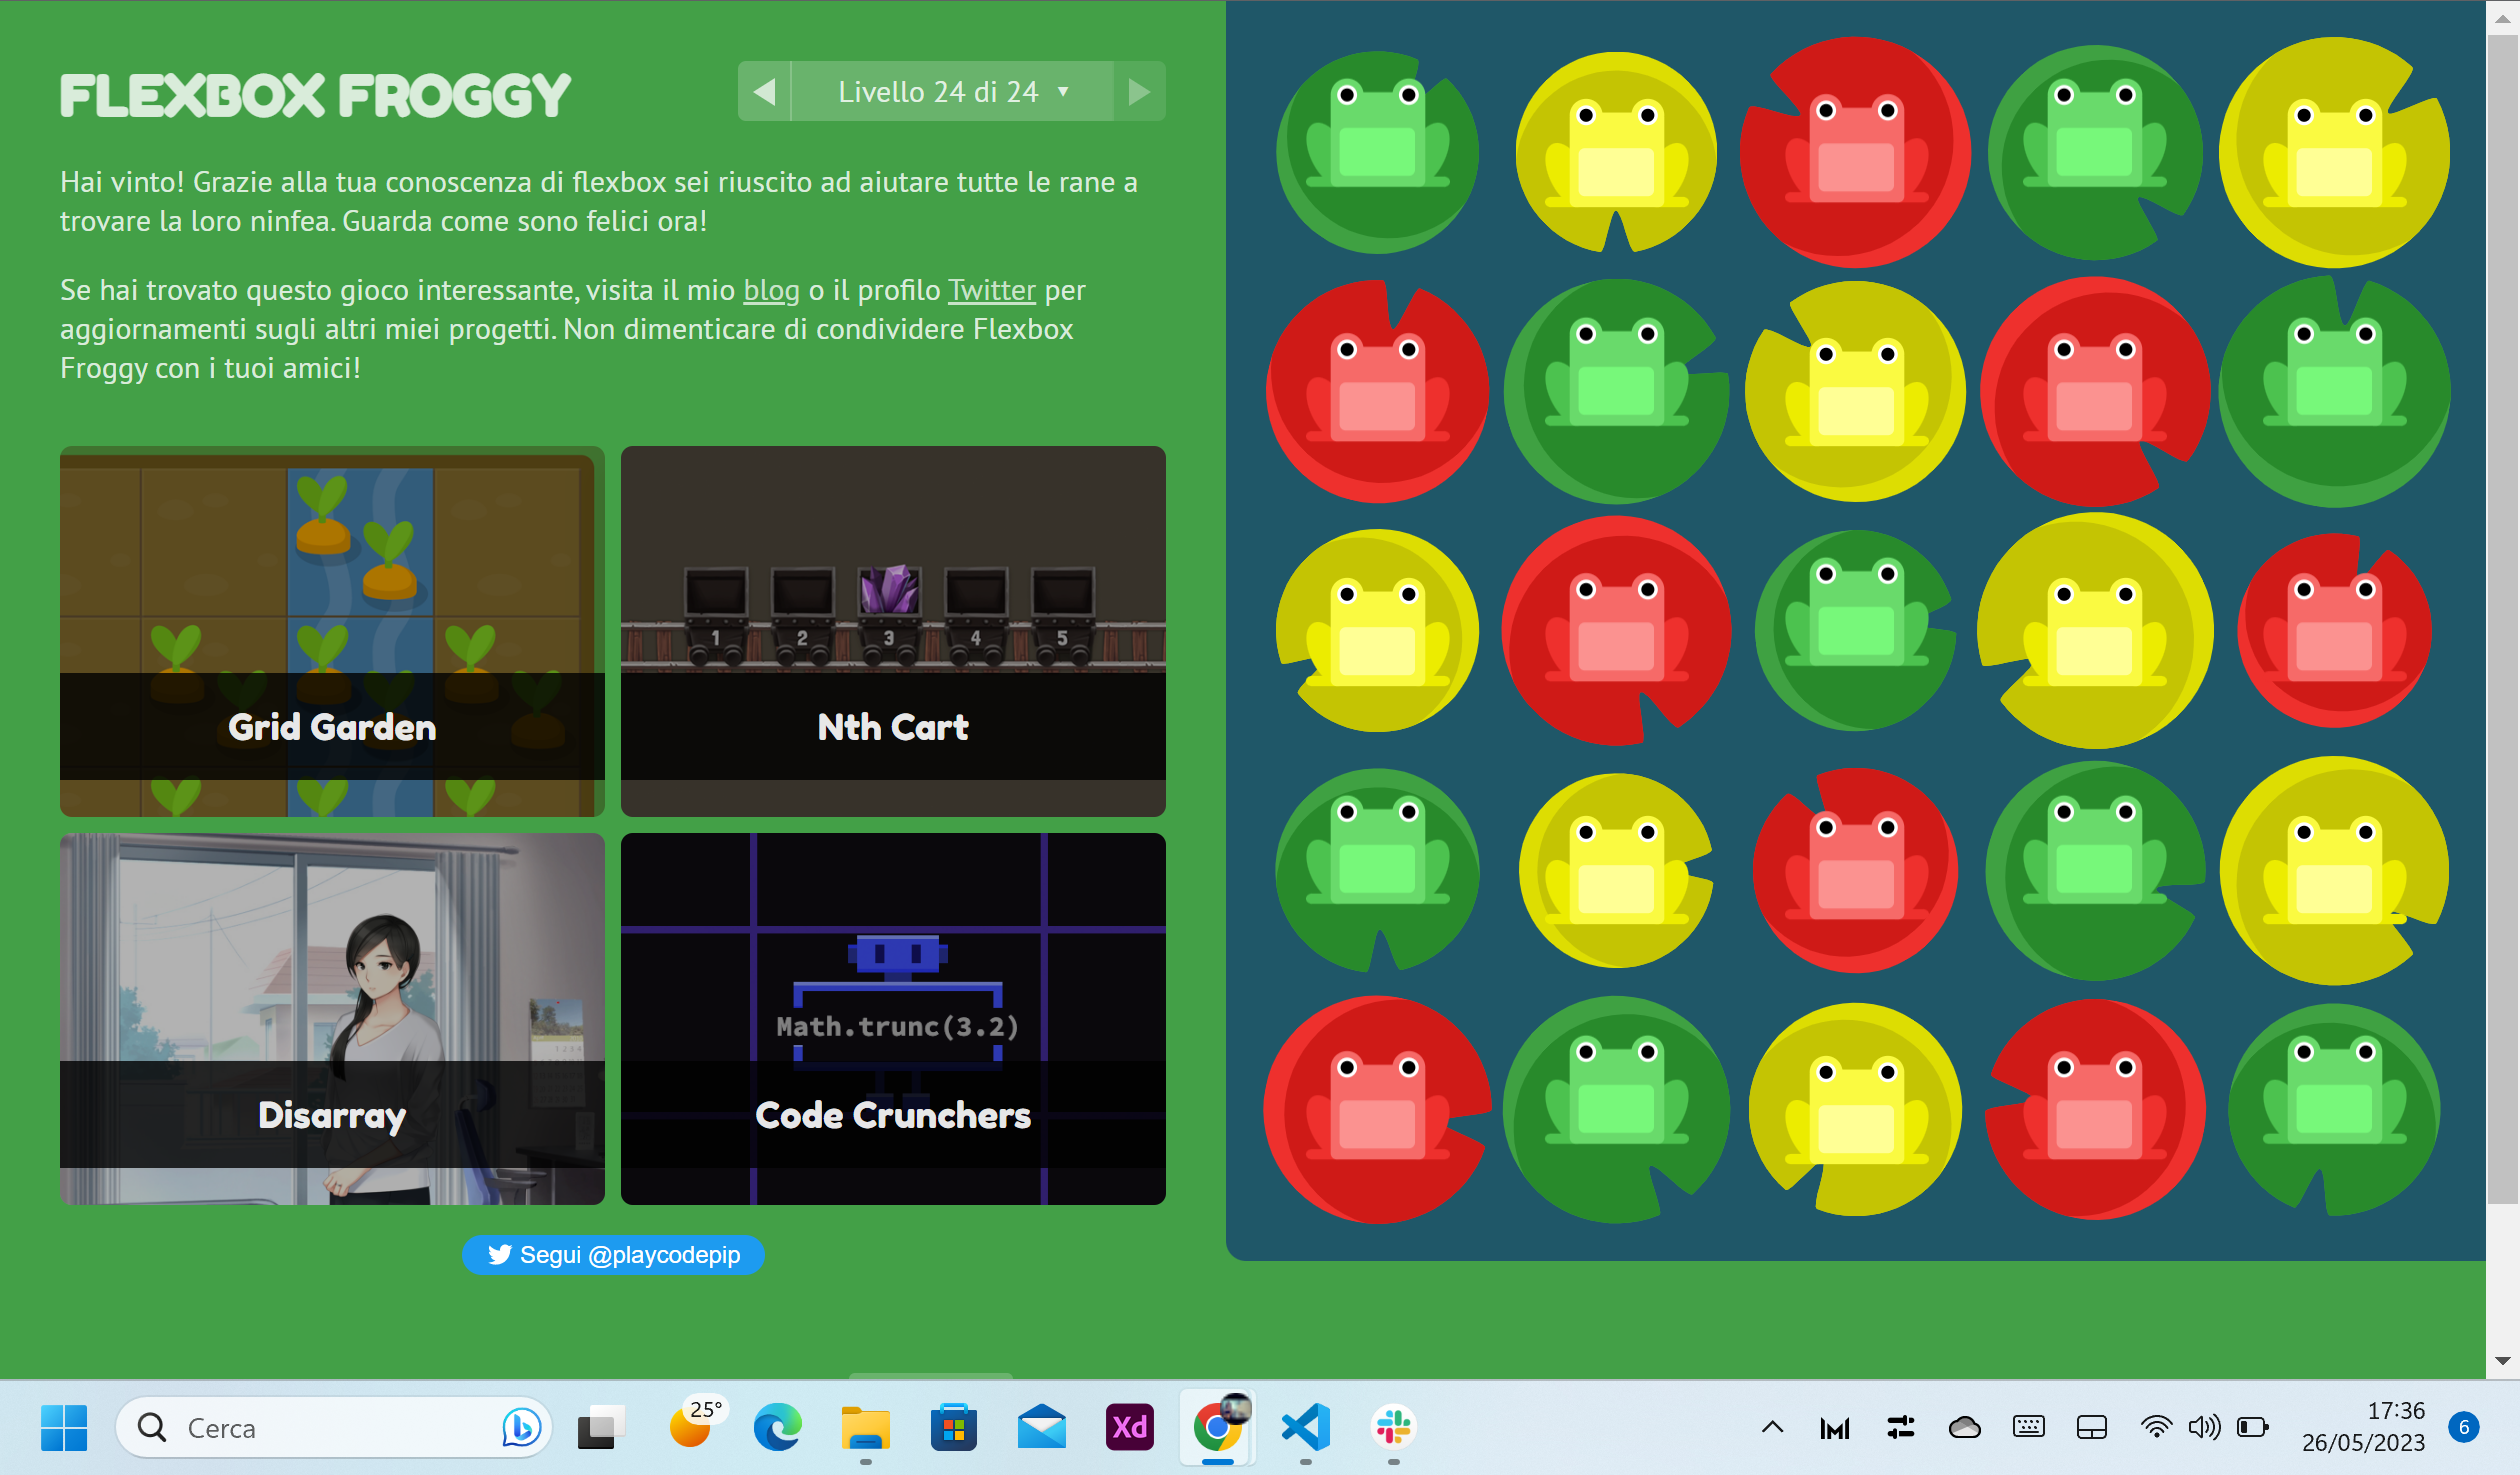 FLEXBOX FROGGY
Livello 24 di 24 ▼
Hai vinto! Grazie alla tua conoscenza di flexbox sei riuscito ad aiutare tutte le rane a
trovare la loro ninfea. Guarda come sono felici ora!
Se hai trovato questo gioco interessante, visita il mio blog o il profilo Twitter per
aggiornamenti sugli altri miei progetti. Non dimenticare di condividere Flexbox
Froggy con i tuoi amici!
Grid Garden
1 2 3 4 5
Nth Cart
Disarray
Math.trunc(3.2)
Code Crunchers
Segui @playcodepip
Cerca
25°
Xd
17:36
26/05/2023
6